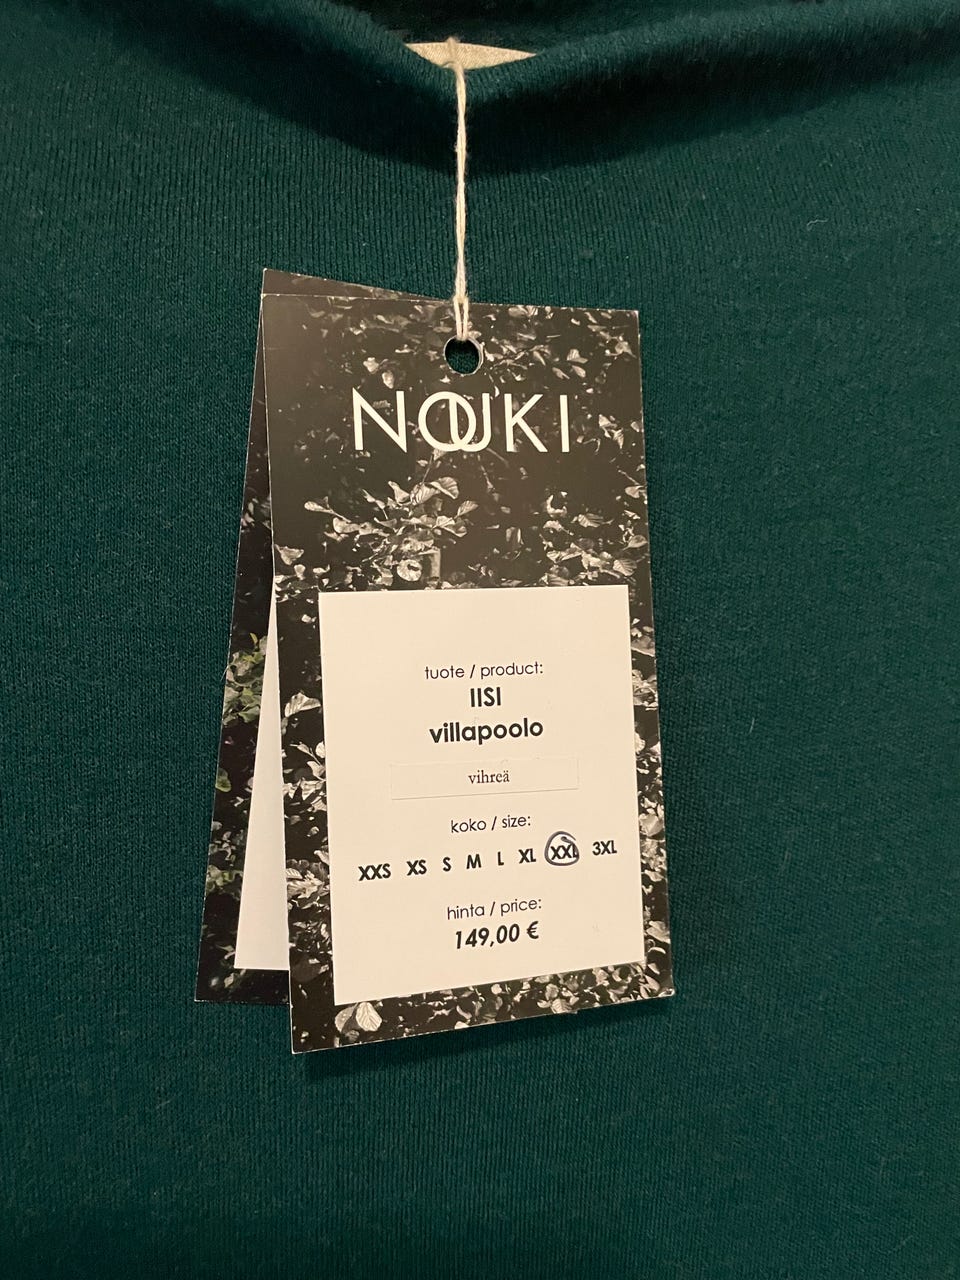 NOUKI
tuote / product:
IISI
villapoolo
vihreä
koko / size:
XXS XS S M L XL XXL 3XL
hinta / price:
149,00 €